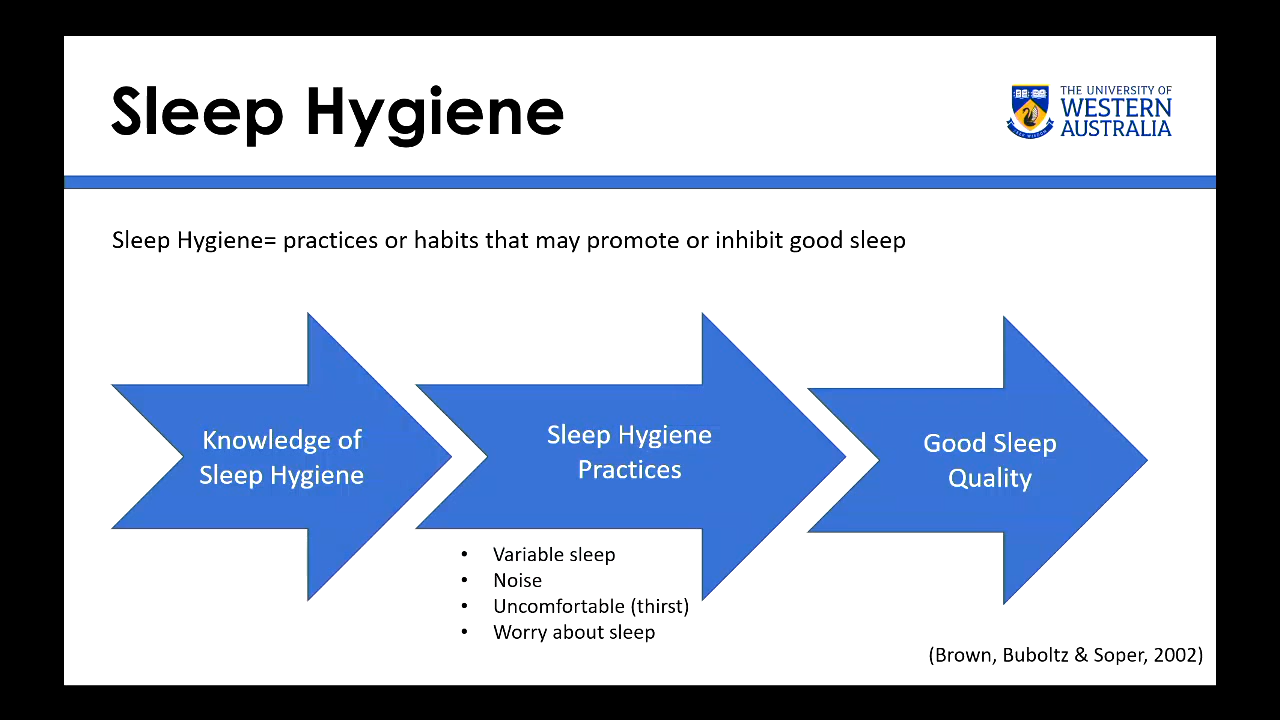 Sleep Hygiene
THE UNIVERSITY OF
WESTERN
AUSTRALIA
Sleep Hygiene= practices or habits that may promote or inhibit good sleep
Knowledge of
Sleep Hygiene
Sleep Hygiene
Practices
Good Sleep
Quality
• Variable sleep
• Noise
• Uncomfortable (thirst)
• Worry about sleep
(Brown, Buboltz & Soper, 2002)